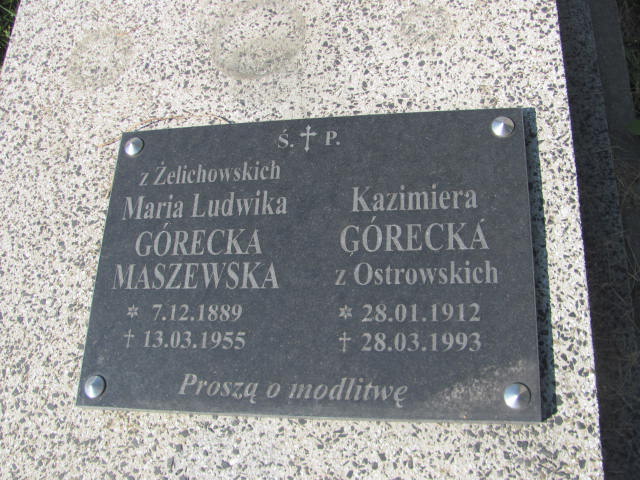 Ś. † P.
z Żelichowskich
Maria Ludwika
GÓRECKA
MASZEWSKA
* 7.12.1889
† 13.03.1955
Kazimiera
GÓRECKA
z Ostrowskich
* 28.01.1912
† 28.03.1993
Proszą o modlitwę